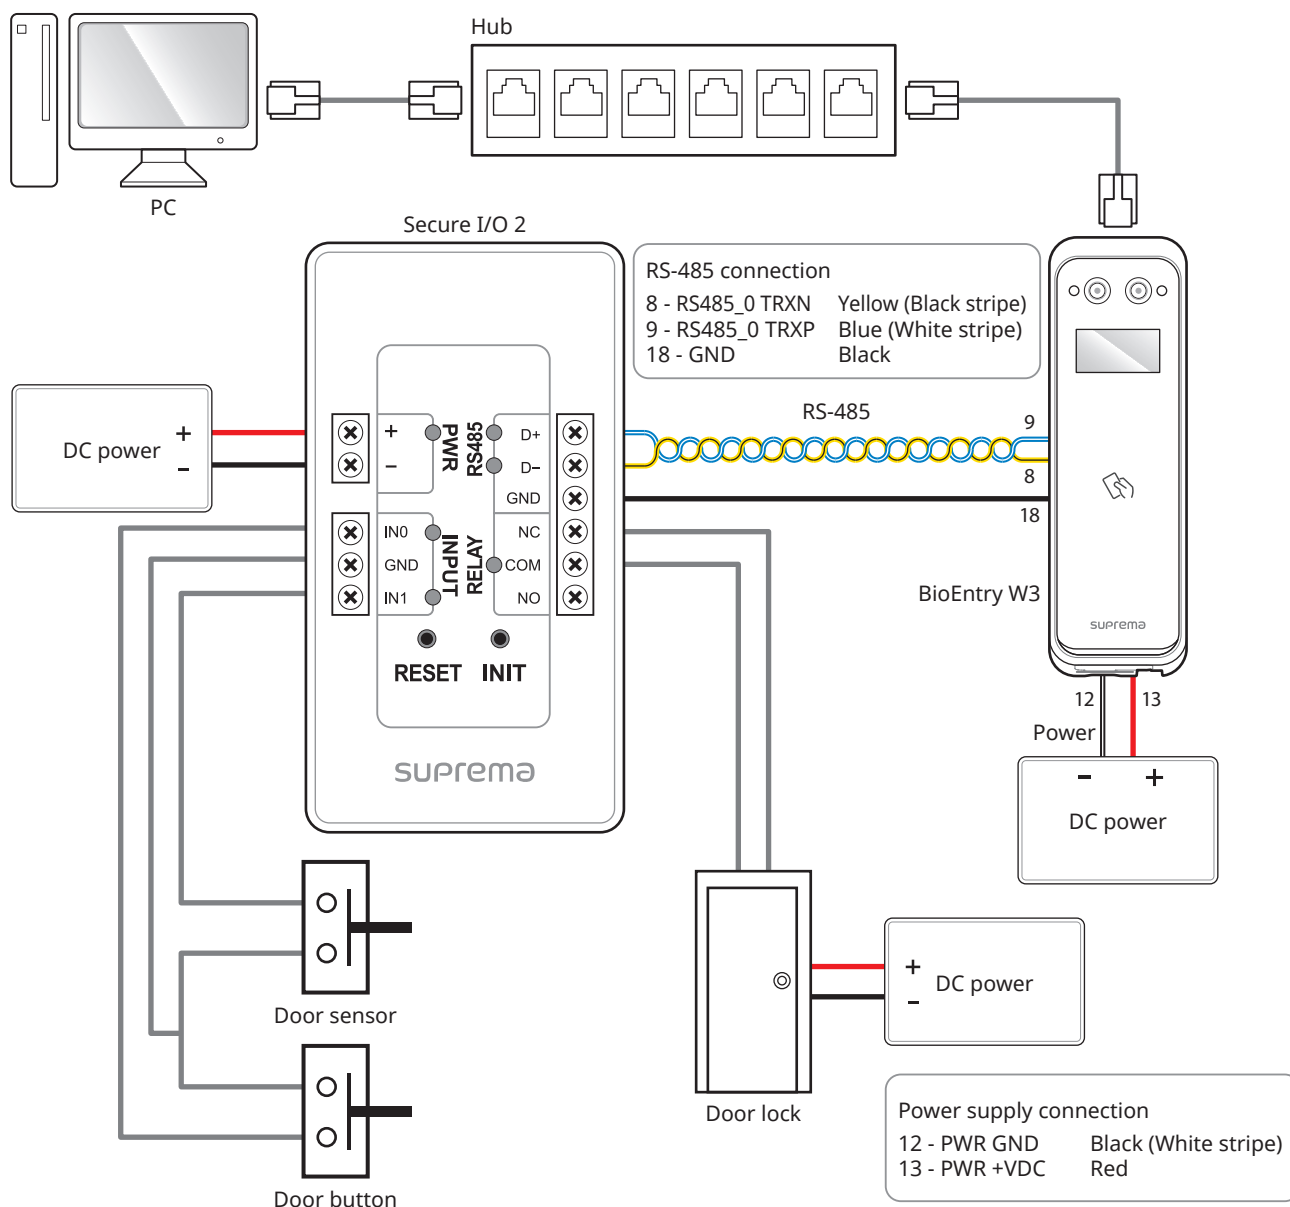 Hub
PC
Secure I/O 2
RS-485 connection
8 - RS485_0 TRXN Yellow (Black stripe)
9 - RS485_0 TRXP Blue (White stripe)
18 - GND Black
DC power
+
-
+
-
PWR
RS485
D+
D-
GND
IN0
GND
IN1
INPUT
RELAY
NC
COM
NO
RESET INIT
suprema
RS-485
9
8
18
BioEntry W3
suprema
12
13
Power
- +
DC power
Door sensor
Door button
Door lock
+
-
DC power
Power supply connection
12 - PWR GND Black (White stripe)
13 - PWR +VDC Red